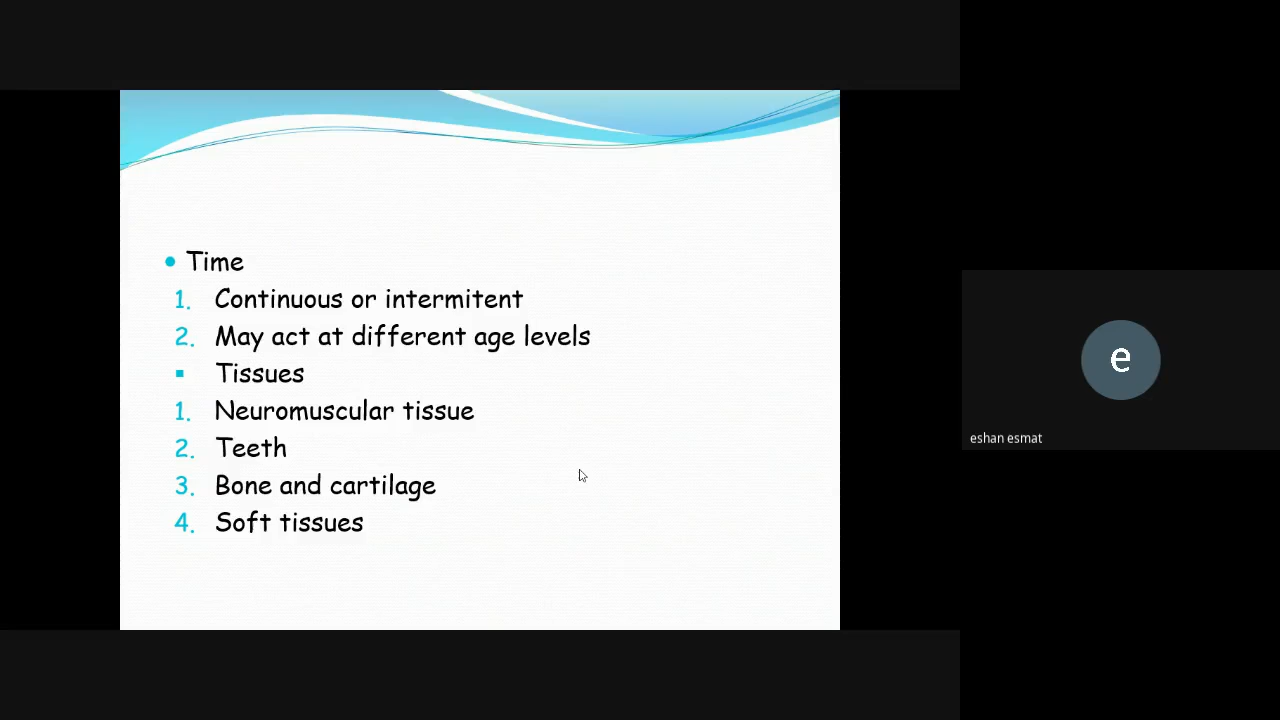 Time
1. Continuous or intermitent
2. May act at different age levels
Tissues
1. Neuromuscular tissue
2. Teeth
3. Bone and cartilage
4. Soft tissues
e
eshan esmat